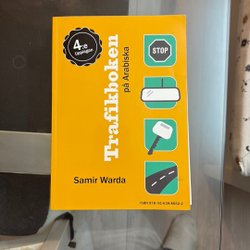 4:e
Upplagan
STOP
Trafikboken
på Arabiska
Samir Warda